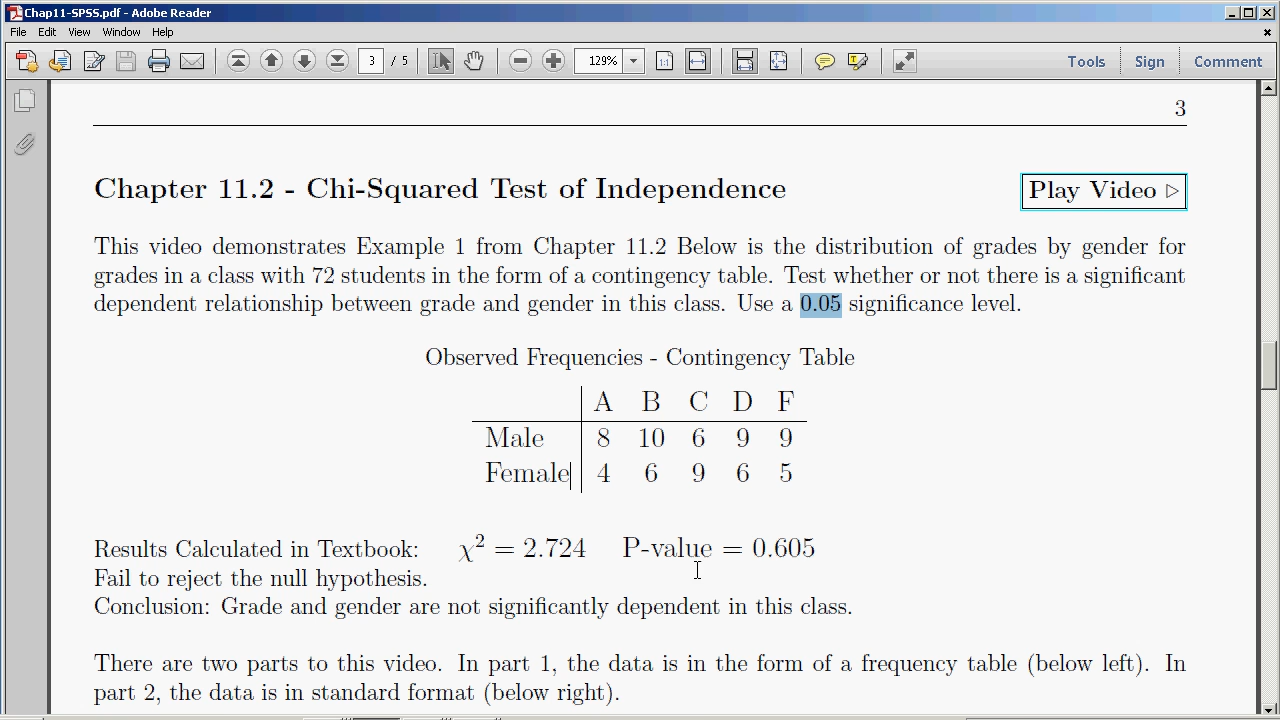 Chap11-SPSS.pdf - Adobe Reader
File Edit View Window Help
3 / 5 129% 1:1 Tools Sign Comment
3
Chapter 11.2 - Chi-Squared Test of Independence Play Video ▷
This video demonstrates Example 1 from Chapter 11.2 Below is the distribution of grades by gender for
grades in a class with 72 students in the form of a contingency table. Test whether or not there is a significant
dependent relationship between grade and gender in this class. Use a 0.05 significance level.
Observed Frequencies - Contingency Table
A B C D F
Male 8 10 6 9 9
Female 4 6 9 6 5
Results Calculated in Textbook: χ² = 2.724 P-value = 0.605
Fail to reject the null hypothesis.
Conclusion: Grade and gender are not significantly dependent in this class.
There are two parts to this video. In part 1, the data is in the form of a frequency table (below left). In
part 2, the data is in standard format (below right).